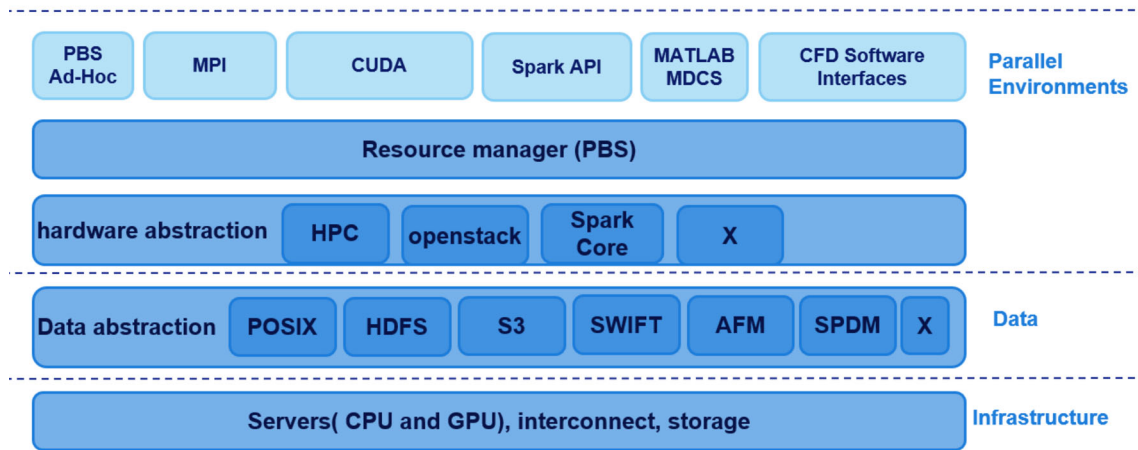 PBS
Ad-Hoc
MPI
CUDA
Spark API
MATLAB
MDCS
CFD Software
Interfaces
Parallel
Environments
Resource manager (PBS)
hardware abstraction
HPC
openstack
Spark
Core
X
Data abstraction
POSIX
HDFS
S3
SWIFT
AFM
SPDM
X
Data
Servers( CPU and GPU), interconnect, storage
Infrastructure